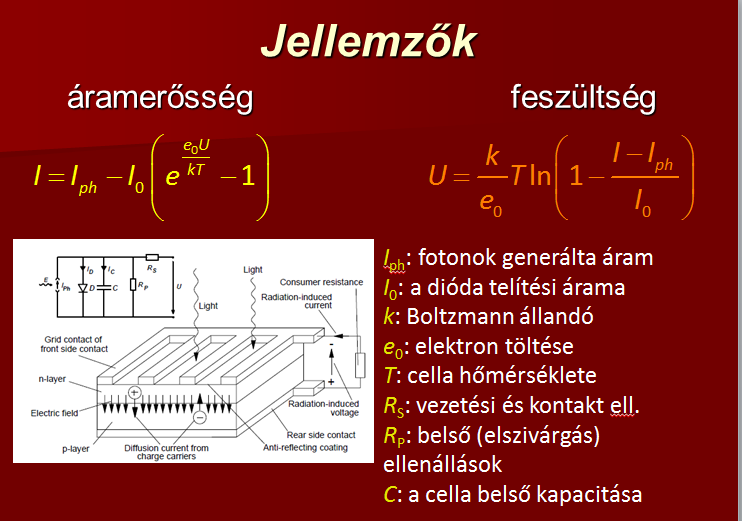 Jellemzők
áramerősség
feszültség
I = I_ph − I_0 ( e^{e_0U/kT} − 1 )
U = k/e_0 T ln ( 1 − (I − I_ph)/I_0 )
I_ph: fotonok generálta áram
I_0: a dióda telítési árama
k: Boltzmann állandó
e_0: elektron töltése
T: cella hőmérséklete
R_S: vezetési és kontakt ell.
R_P: belső (elszivárgás)
ellenállások
C: a cella belső kapacitása
E
I_Ph
I_D
D
I_C
C
R_P
R_S
U
Light
Light
Consumer resistance
Radiation-induced
current
Grid contact of
front side contact
n-layer
Electric field
p-layer
Diffusion current from
charge carriers
Anti-reflecting coating
Rear side contact
Radiation-induced
voltage
-
+
+
−